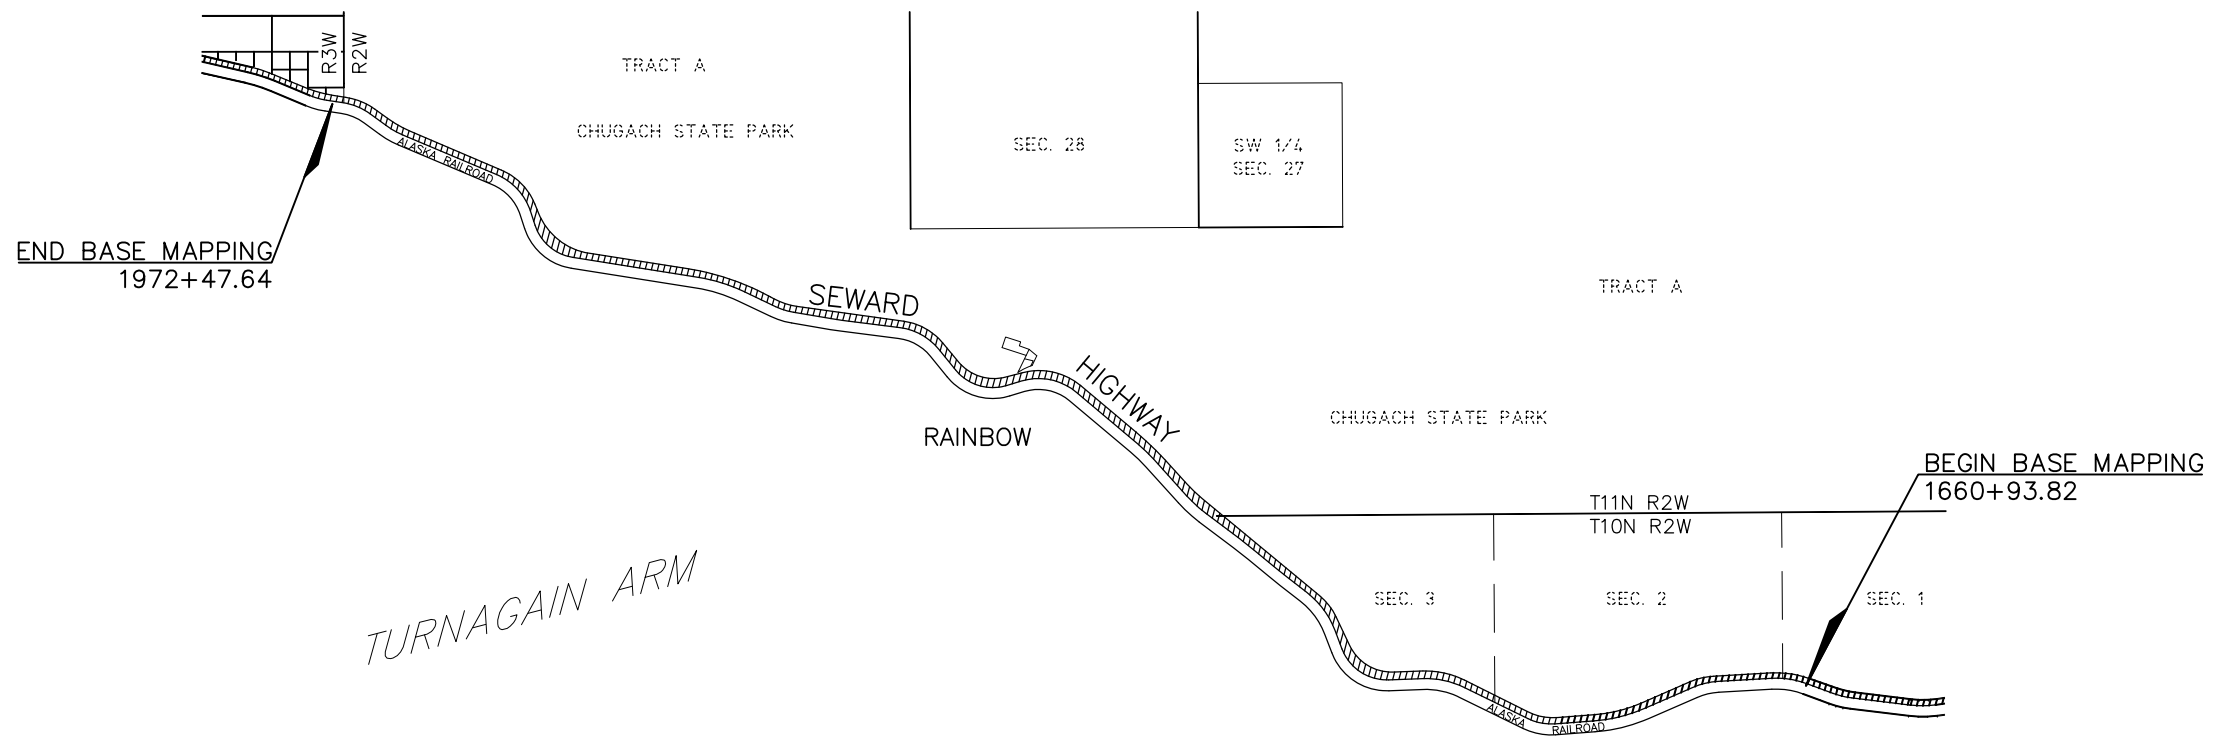 R3W
R2W
TRACT A
CHUGACH STATE PARK
SEC. 28
SW 1/4
SEC. 27
ALASKA RAILROAD
END BASE MAPPING
1972+47.64
SEWARD
HIGHWAY
TRACT A
RAINBOW
CHUGACH STATE PARK
BEGIN BASE MAPPING
1660+93.82
T11N R2W
T10N R2W
TURNAGAIN ARM
SEC. 3
SEC. 2
SEC. 1
ALASKA
RAILROAD